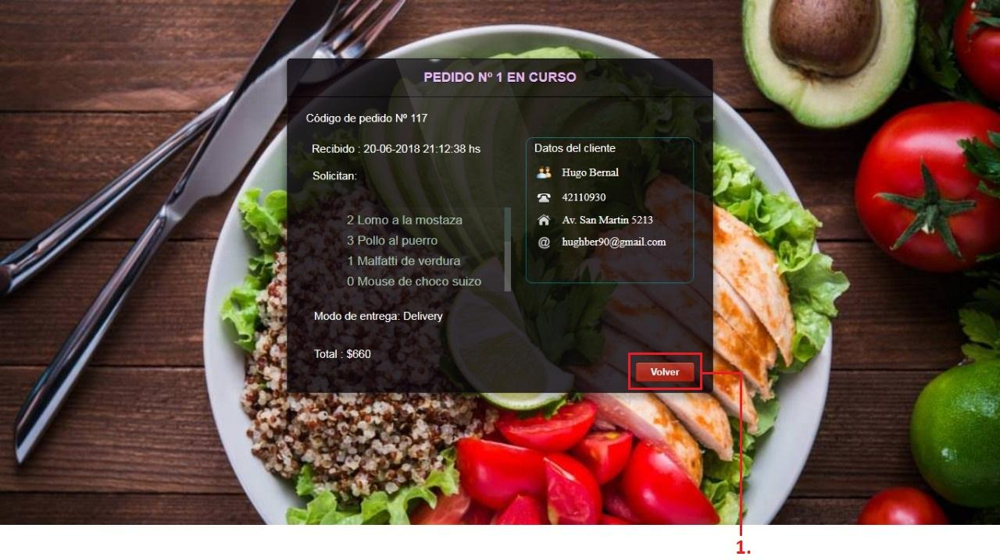 PEDIDO Nº 1 EN CURSO
Código de pedido Nº 117
Recibido : 20-06-2018 21:12:38 hs
Solicitan:
2 Lomo a la mostaza
3 Pollo al puerro
1 Malfatti de verdura
0 Mouse de choco suizo
Modo de entrega: Delivery
Total : $660
Datos del cliente
Hugo Bernal
42110930
Av. San Martin 5213
@ hughber90@gmail.com
Volver
1.